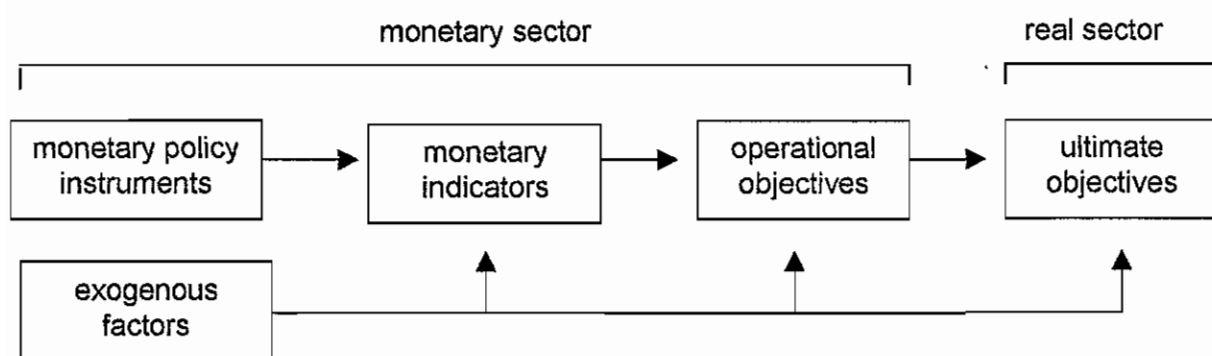 monetary sector
real sector
monetary policy
instruments
monetary
indicators
operational
objectives
ultimate
objectives
exogenous
factors